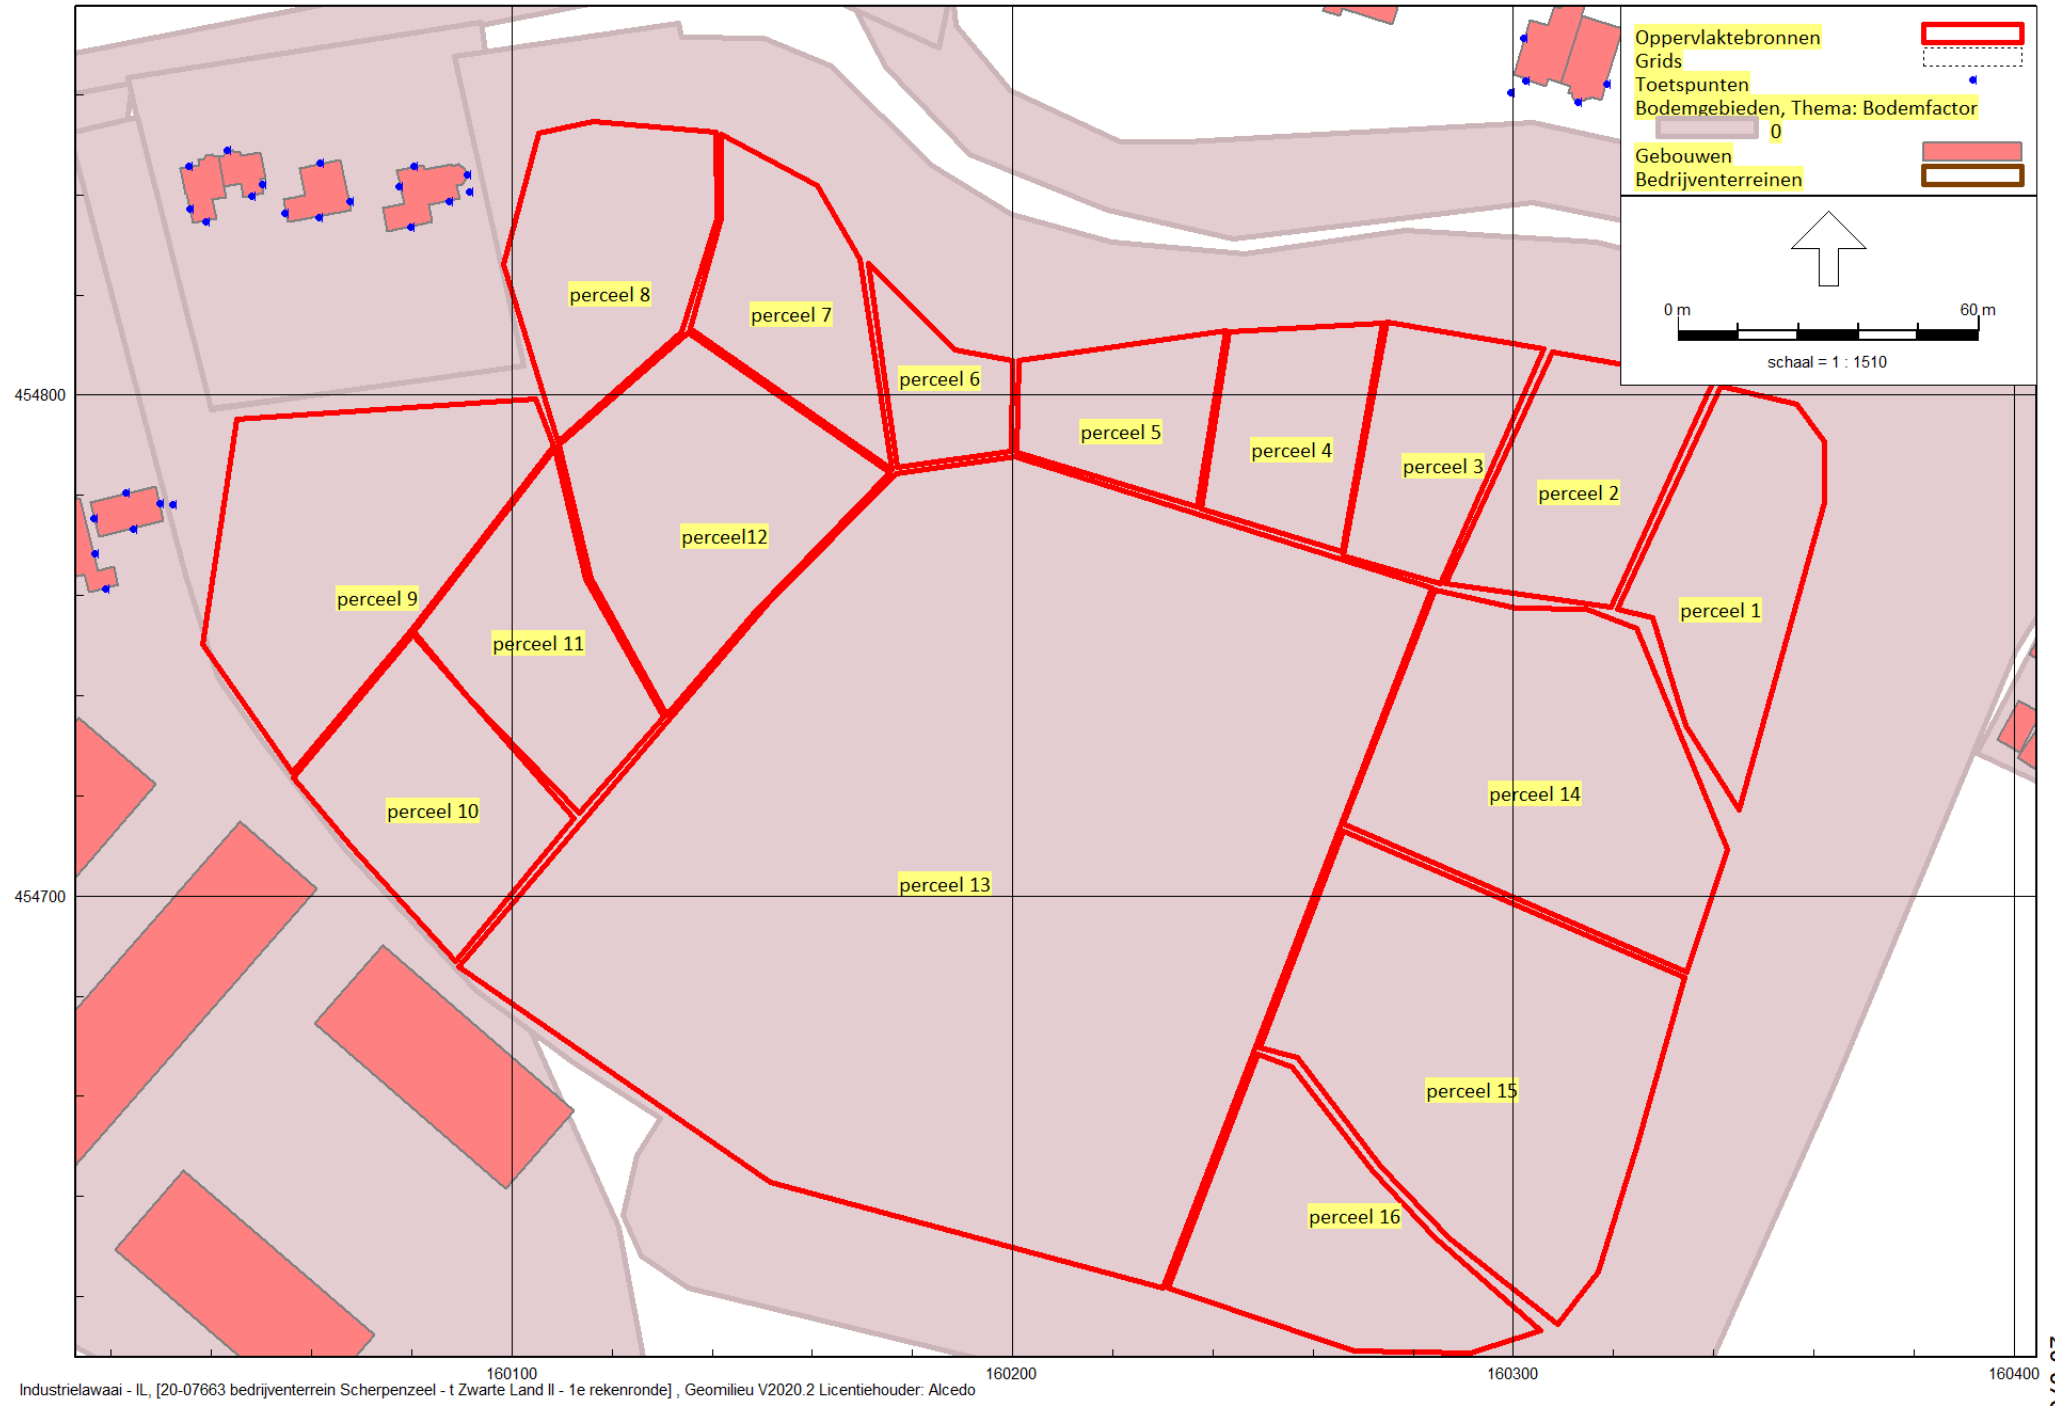 Oppervlaktebronnen
Grids
Toetspunten
Bodemgebieden, Thema: Bodemfactor
0
Gebouwen
Bedrijventerreinen
0 m 60 m
schaal = 1 : 1510
perceel 8
perceel 7
perceel 6
454800
perceel 5
perceel 4
perceel 3
perceel 2
perceel12
perceel 9
perceel 1
perceel 11
perceel 14
perceel 10
perceel 13
454700
perceel 15
perceel 16
160100 160200 160300 160400
Industrielawaai - IL, [20-07663 bedrijventerrein Scherpenzeel - t Zwarte Land II - 1e rekenronde] , Geomilieu V2020.2 Licentiehouder: Alcedo